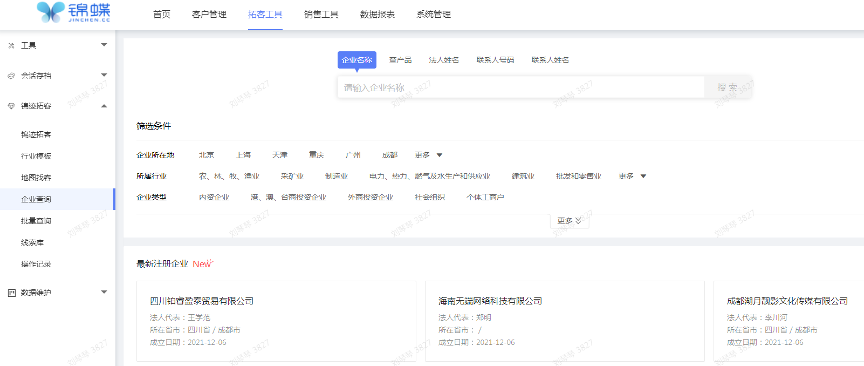 锦蝶
JINCHEN.CC
首页 客户管理 拓客工具 销售工具 数据报表 系统管理
工具
会话存档
锦迹拓客
锦迹拓客
行业模板
地图找客
企业查询
批量查询
线索库
操作记录
数据维护
企业名称 查产品 法人姓名 联系人号码 联系人姓名
请输入企业名称 搜索
筛选条件
企业所在地 北京 上海 天津 重庆 广州 成都 更多
所属行业 农、林、牧、渔业 采矿业 制造业 电力、热力、燃气及水生产和供应业 建筑业 批发和零售业 更多
企业类型 内资企业 港、澳、台商投资企业 外商投资企业 社会组织 个体工商户
更多
最新注册企业 New
四川铂睿盈泰贸易有限公司
法人代表：王学范
所在省市：四川省 / 成都市
成立日期：2021-12-06
海南无端网络科技有限公司
法人代表：郑桐
所在省市： /
成立日期：2021-12-06
成都湖月靓影文化传媒有限公司
法人代表：李川河
所在省市：四川省 / 成都市
成立日期：2021-12-06